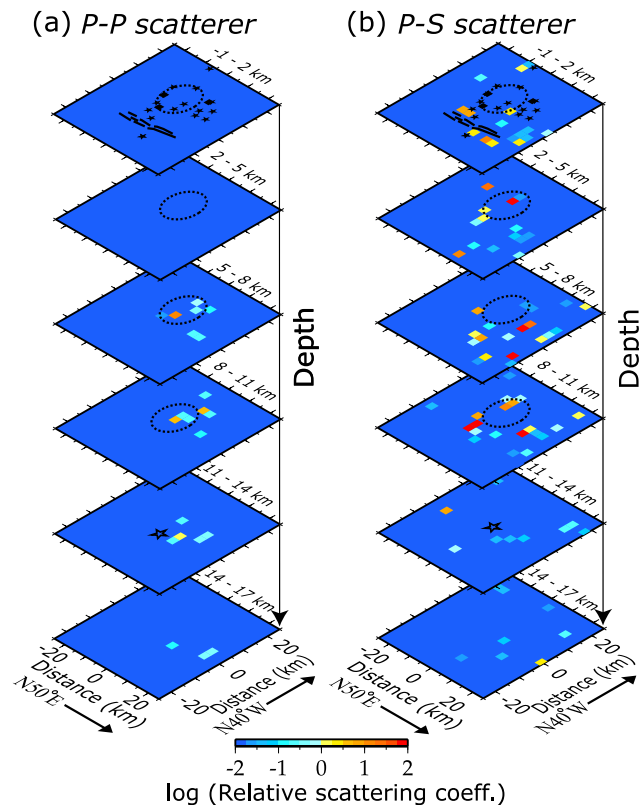 (a) P-P scatterer
(b) P-S scatterer
-1 - 2 km
2 - 5 km
5 - 8 km
8 - 11 km
11 - 14 km
14 - 17 km
Depth
-20
0
20
Distance (km)
N50°E
-20
0
20
Distance (km)
N40°W
-1 - 2 km
2 - 5 km
5 - 8 km
8 - 11 km
11 - 14 km
14 - 17 km
Depth
-20
0
20
Distance (km)
N50°E
-20
0
20
Distance (km)
N40°W
-2 -1 0 1 2
log (Relative scattering coeff.)